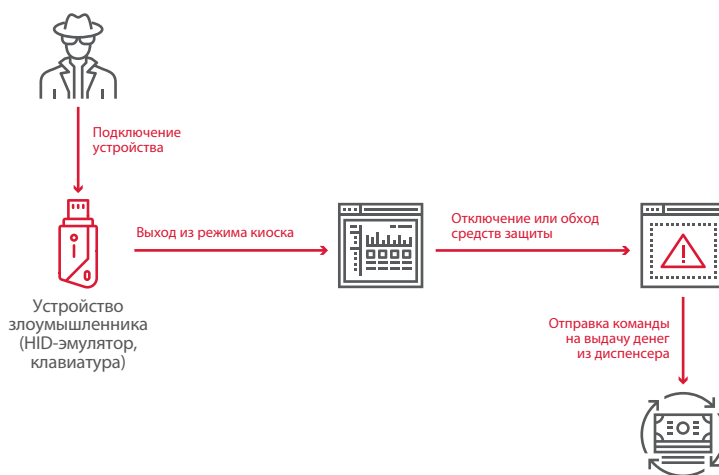 Подключение
устройства
Выход из режима киоска
Отключение или обход
средств защиты
Устройство
злоумышленника
(HID-эмулятор,
клавиатура)
Отправка команды
на выдачу денег
из диспенсера